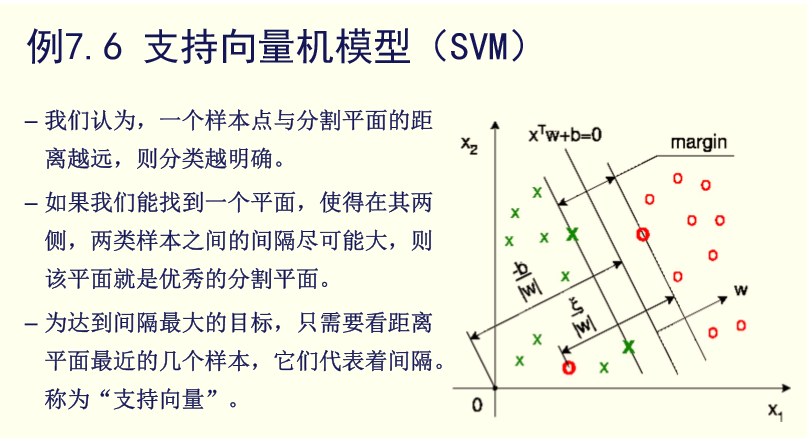 例7.6 支持向量机模型（SVM）
– 我们认为，一个样本点与分割平面的距
离越远，则分类越明确。
– 如果我们能找到一个平面，使得在其两
侧，两类样本之间的间隔尽可能大，则
该平面就是优秀的分割平面。
– 为达到间隔最大的目标，只需要看距离
平面最近的几个样本，它们代表着间隔。
称为“支持向量”。
x₂
xᵀw+b=0
margin
-b
|w|
ξ
|w|
w
0
x₁